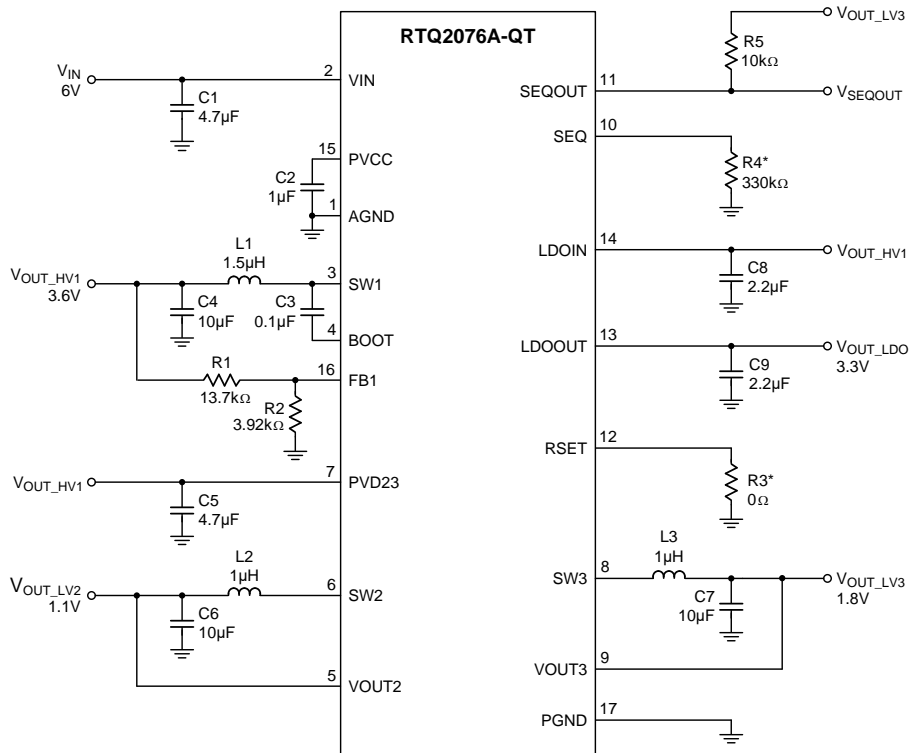 RTQ2076A-QT
VIN
6V
C1
4.7µF
2
VIN
15
PVCC
C2
1µF
1
AGND
L1
1.5µH
VOUT_HV1
3.6V
3
SW1
C4
10µF
C3
0.1µF
4
BOOT
R1
13.7kΩ
16
FB1
R2
3.92kΩ
VOUT_HV1
7
PVD23
C5
4.7µF
L2
1µH
VOUT_LV2
1.1V
6
SW2
C6
10µF
5
VOUT2
VOUT_LV3
R5
10kΩ
SEQOUT
11
VSEQOUT
SEQ
10
R4*
330kΩ
LDOIN
14
VOUT_HV1
C8
2.2µF
LDOOUT
13
VOUT_LDO
3.3V
C9
2.2µF
RSET
12
R3*
0Ω
L3
1µH
SW3
8
VOUT_LV3
1.8V
C7
10µF
VOUT3
9
PGND
17